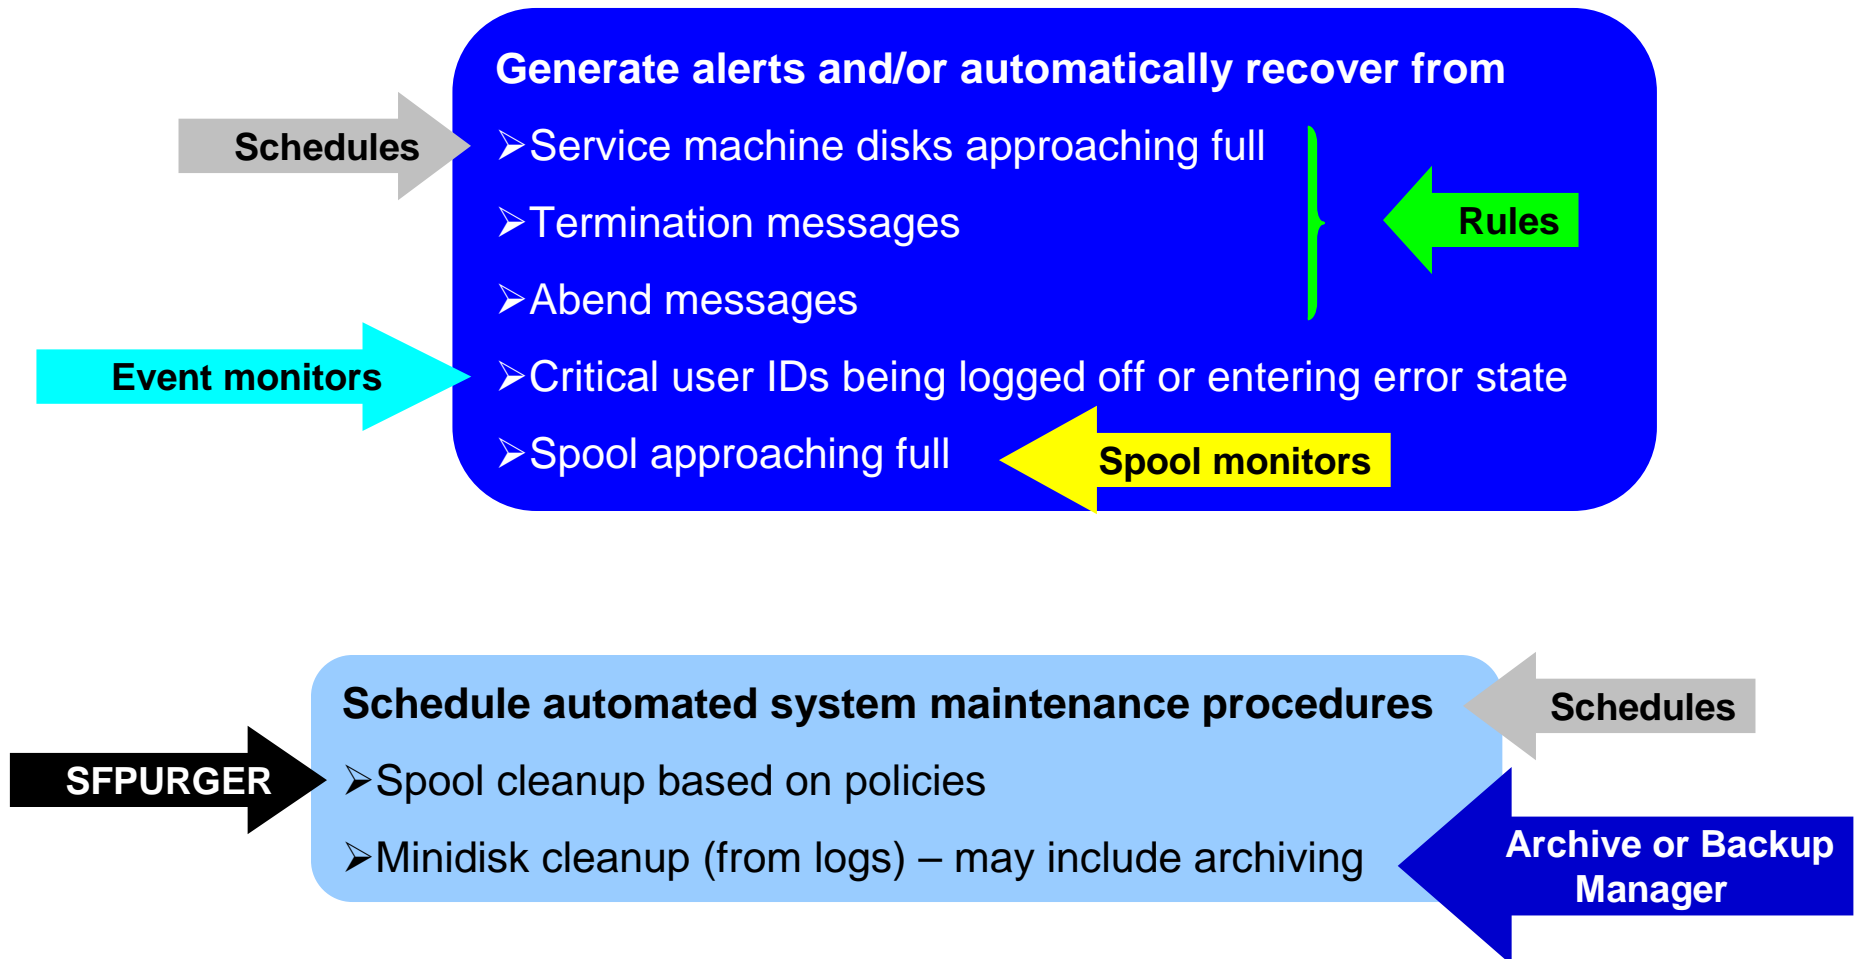 Generate alerts and/or automatically recover from
Schedules
➢Service machine disks approaching full
➢Termination messages
Rules
➢Abend messages
Event monitors
➢Critical user IDs being logged off or entering error state
➢Spool approaching full
Spool monitors
Schedule automated system maintenance procedures
Schedules
SFPURGER
➢Spool cleanup based on policies
➢Minidisk cleanup (from logs) – may include archiving
Archive or Backup
Manager